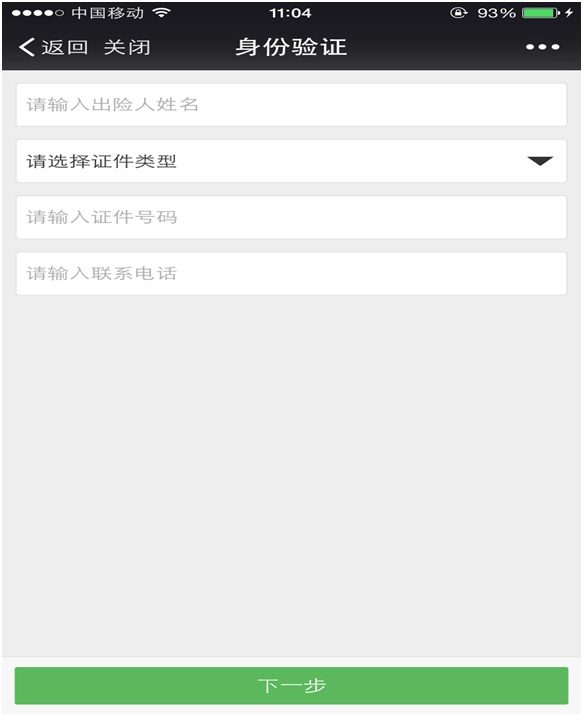 中国移动 11:04 93%
返回 关闭 身份验证
请输入出险人姓名
请选择证件类型
请输入证件号码
请输入联系电话
下一步